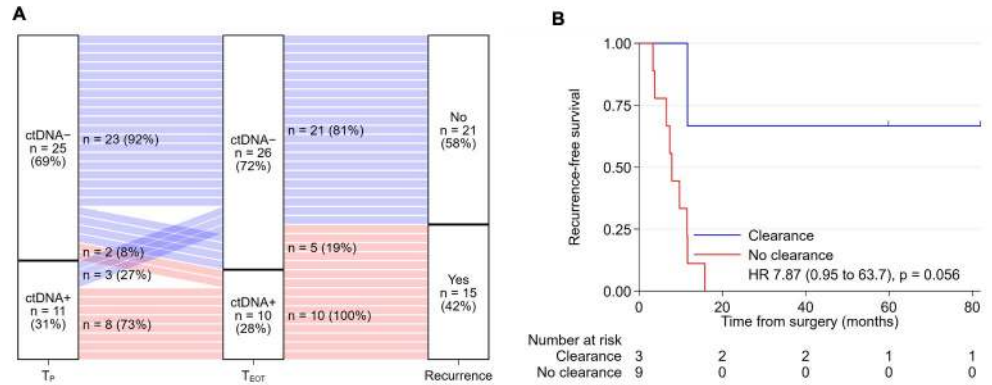 A
ctDNA−
n = 25
(69%)
n = 23 (92%)
n = 2 (8%)
n = 3 (27%)
ctDNA+
n = 11
(31%)
n = 8 (73%)
ctDNA−
n = 26
(72%)
n = 21 (81%)
n = 5 (19%)
ctDNA+
n = 10
(28%)
n = 10 (100%)
No
n = 21
(58%)
Yes
n = 15
(42%)
TP
TEOT
Recurrence
B
Recurrence-free survival
1.00
0.75
0.50
0.25
0.00
Clearance
No clearance
HR 7.87 (0.95 to 63.7), p = 0.056
0 20 40 60 80
Time from surgery (months)
Number at risk
Clearance 3 2 2 1 1
No clearance 9 0 0 0 0